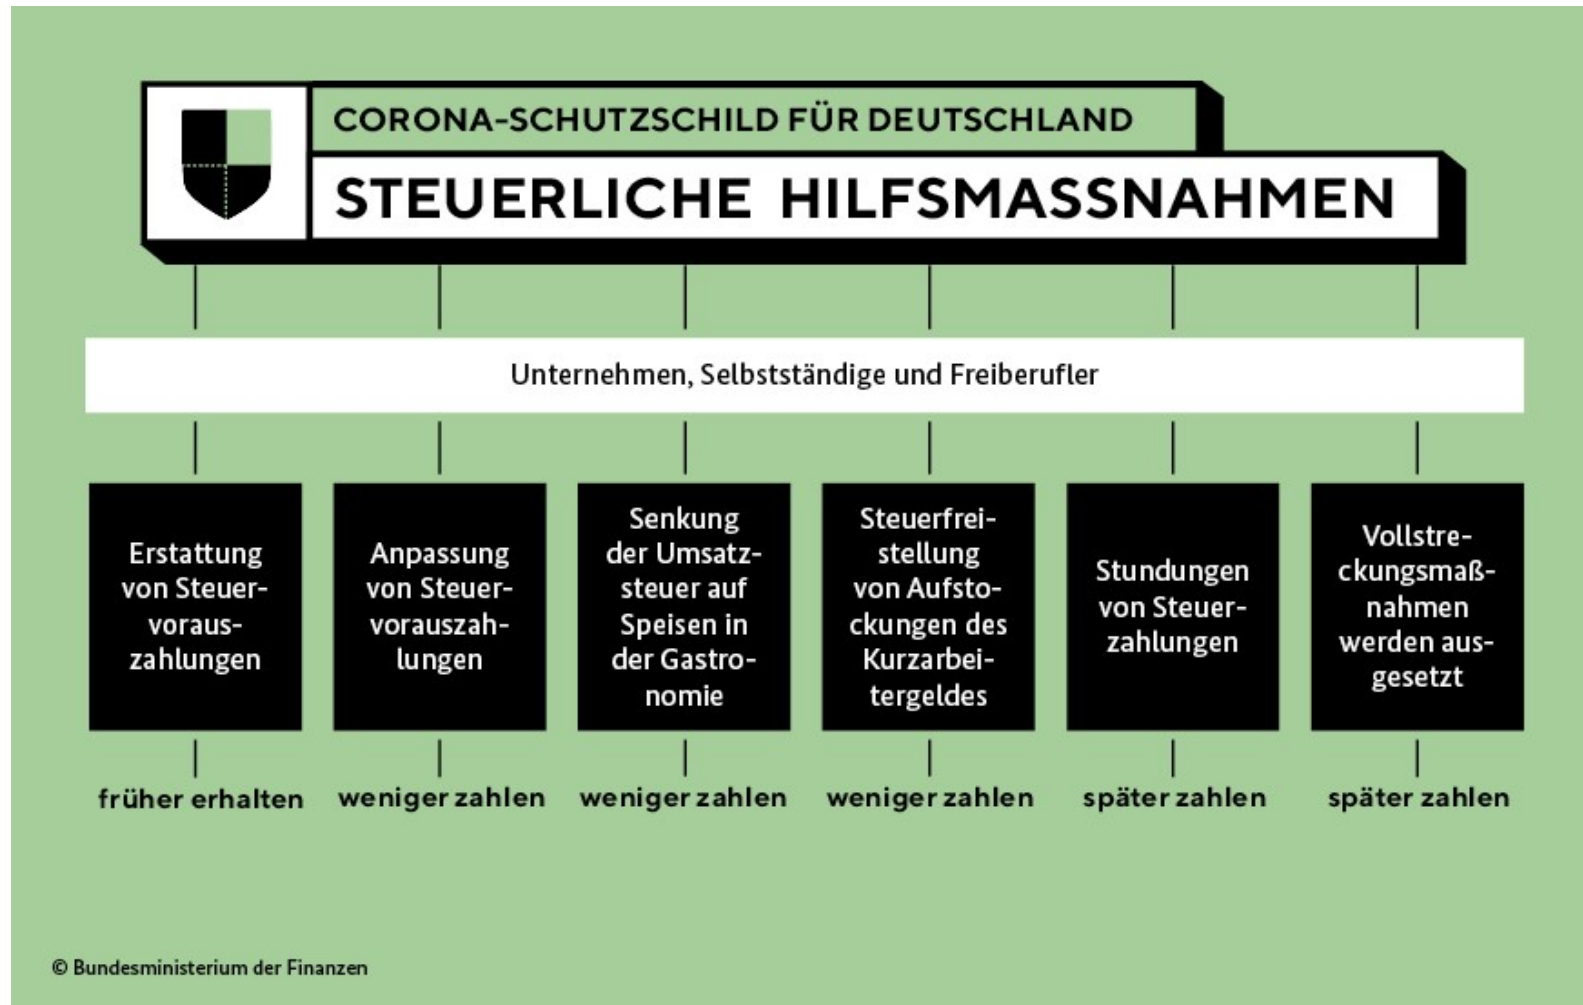 CORONA-SCHUTZSCHILD FÜR DEUTSCHLAND
STEUERLICHE HILFSMASSNAHMEN
Unternehmen, Selbstständige und Freiberufler
Erstattung
von Steuer-
voraus-
zahlungen
früher erhalten
Anpassung
von Steuer-
vorauszah-
lungen
weniger zahlen
Senkung
der Umsatz-
steuer auf
Speisen in
der Gastro-
nomie
weniger zahlen
Steuerfrei-
stellung
von Aufsto-
ckungen des
Kurzarbei-
tergeldes
weniger zahlen
Stundungen
von Steuer-
zahlungen
später zahlen
Vollstre-
ckungsmaß-
nahmen
werden aus-
gesetzt
später zahlen
© Bundesministerium der Finanzen